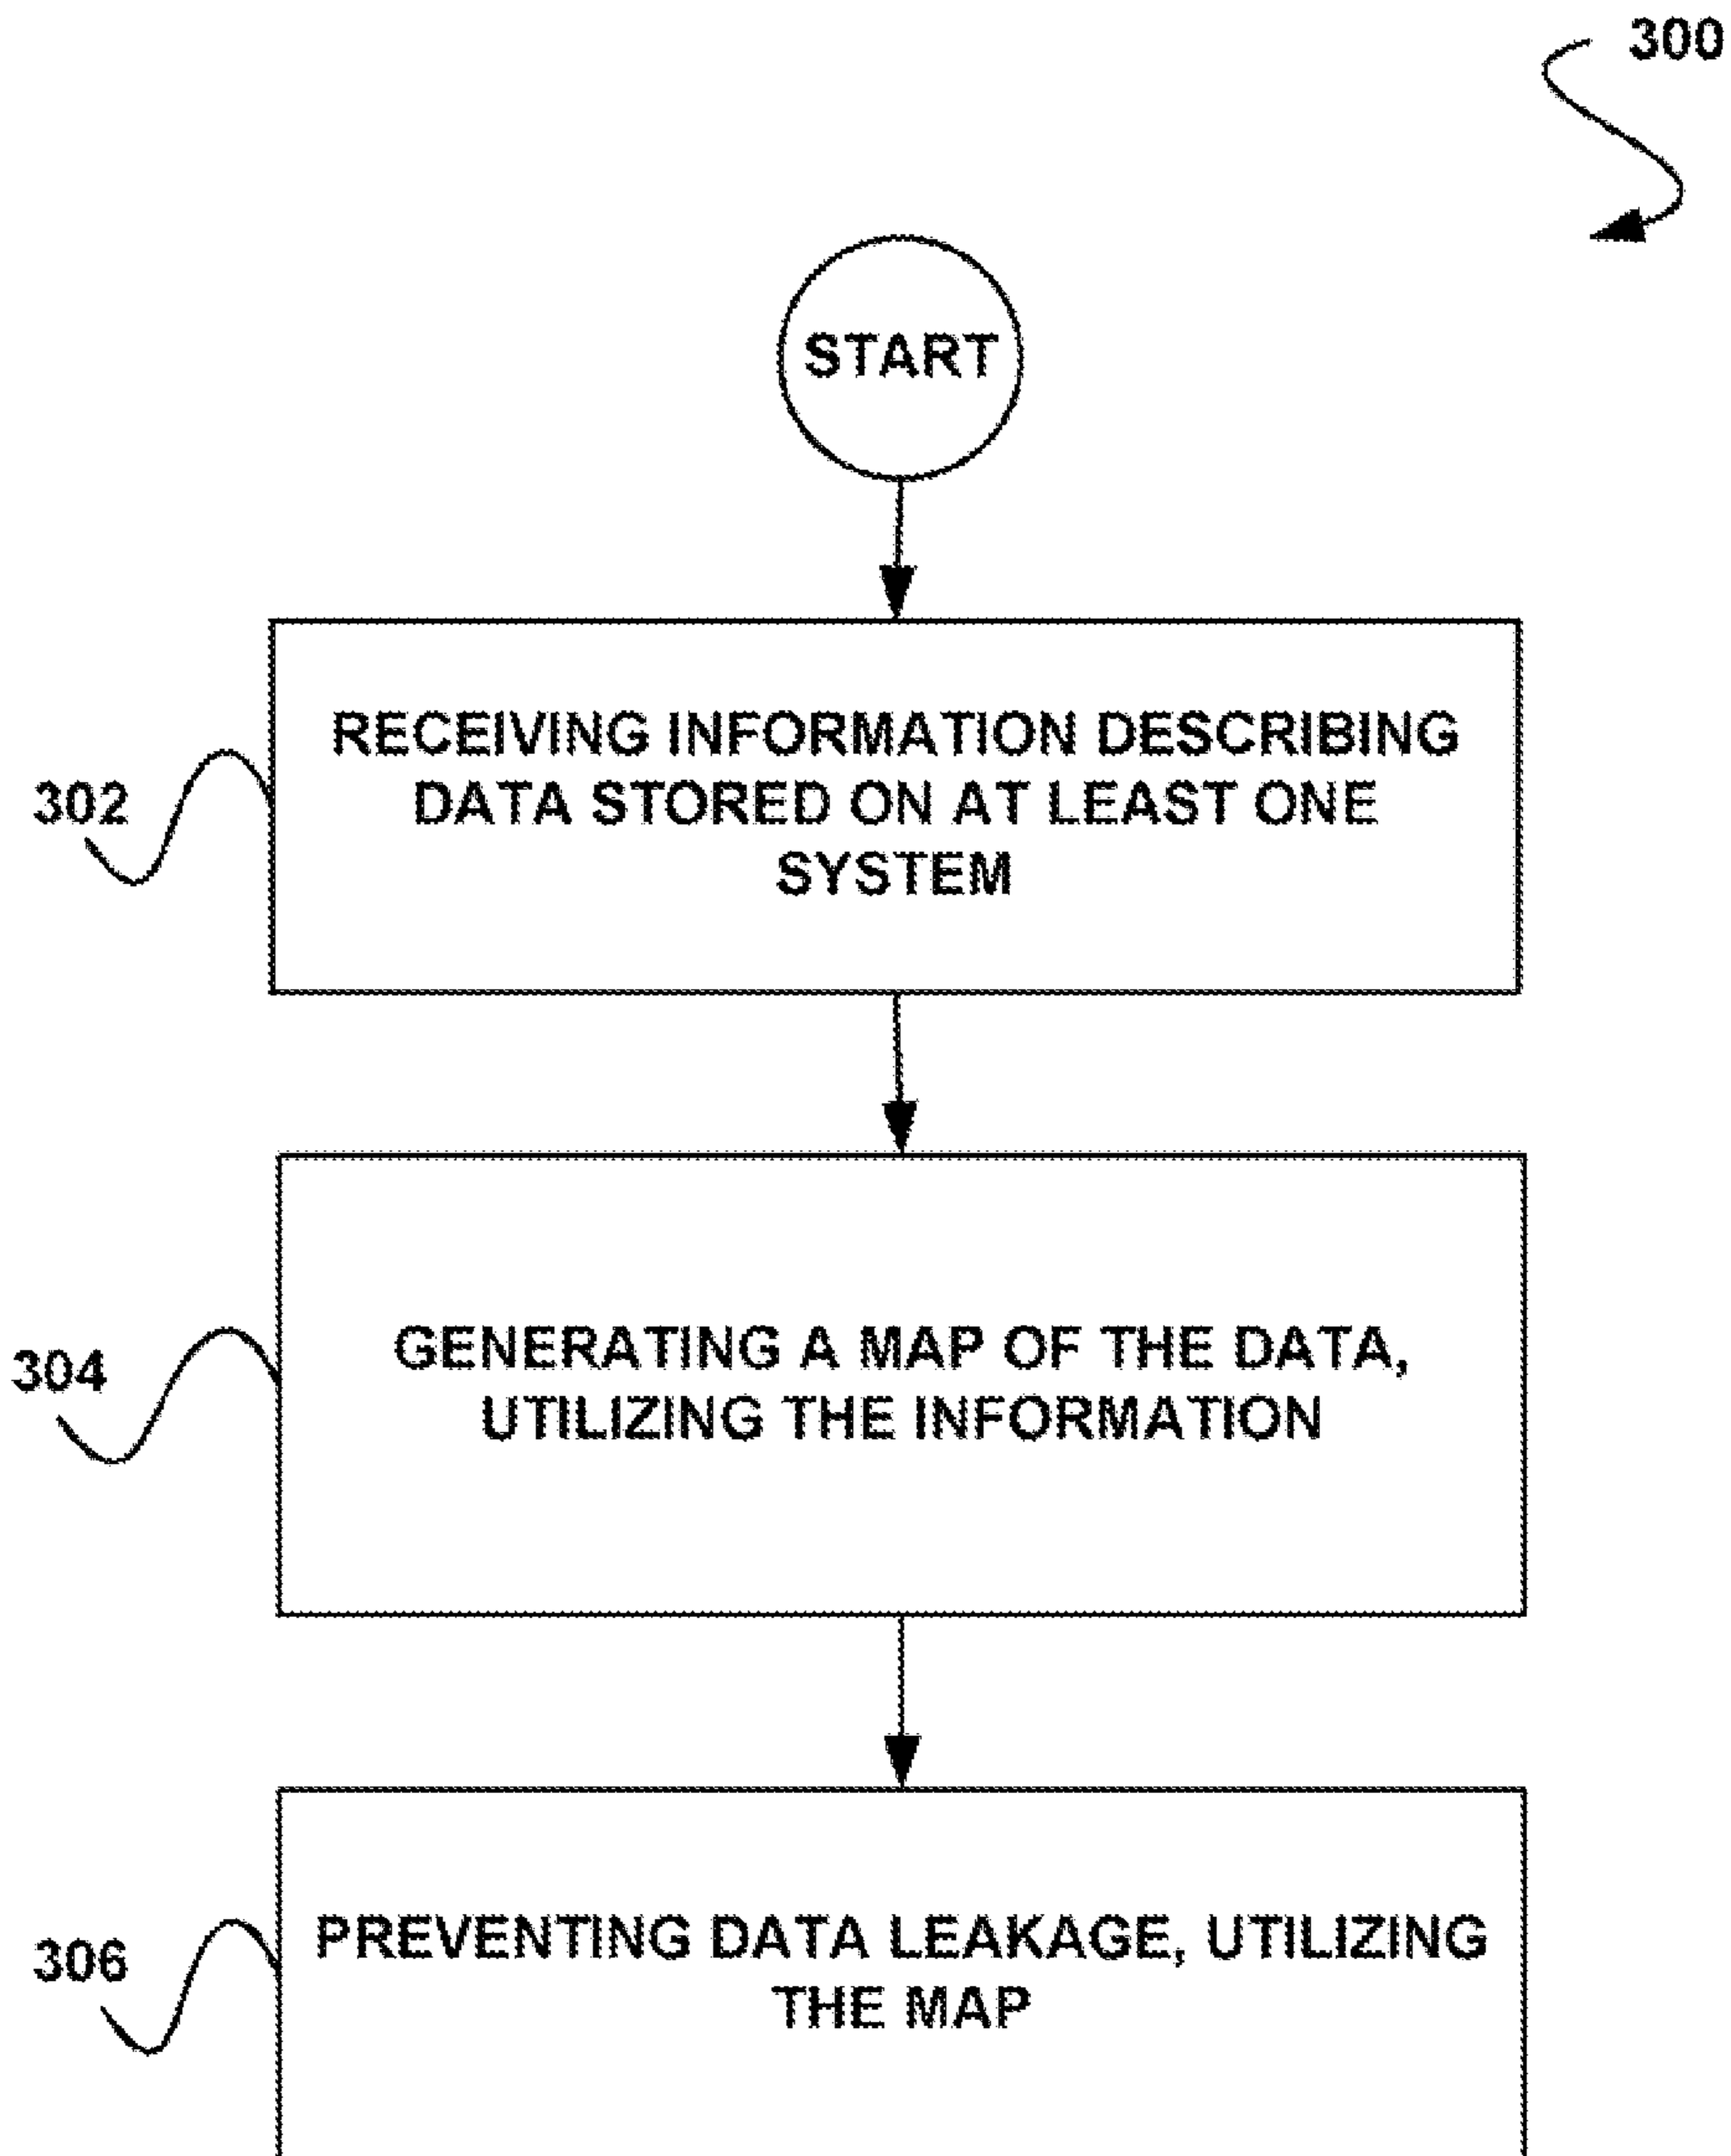 300
START
302
RECEIVING INFORMATION DESCRIBING
DATA STORED ON AT LEAST ONE
SYSTEM
304
GENERATING A MAP OF THE DATA,
UTILIZING THE INFORMATION
306
PREVENTING DATA LEAKAGE, UTILIZING
THE MAP